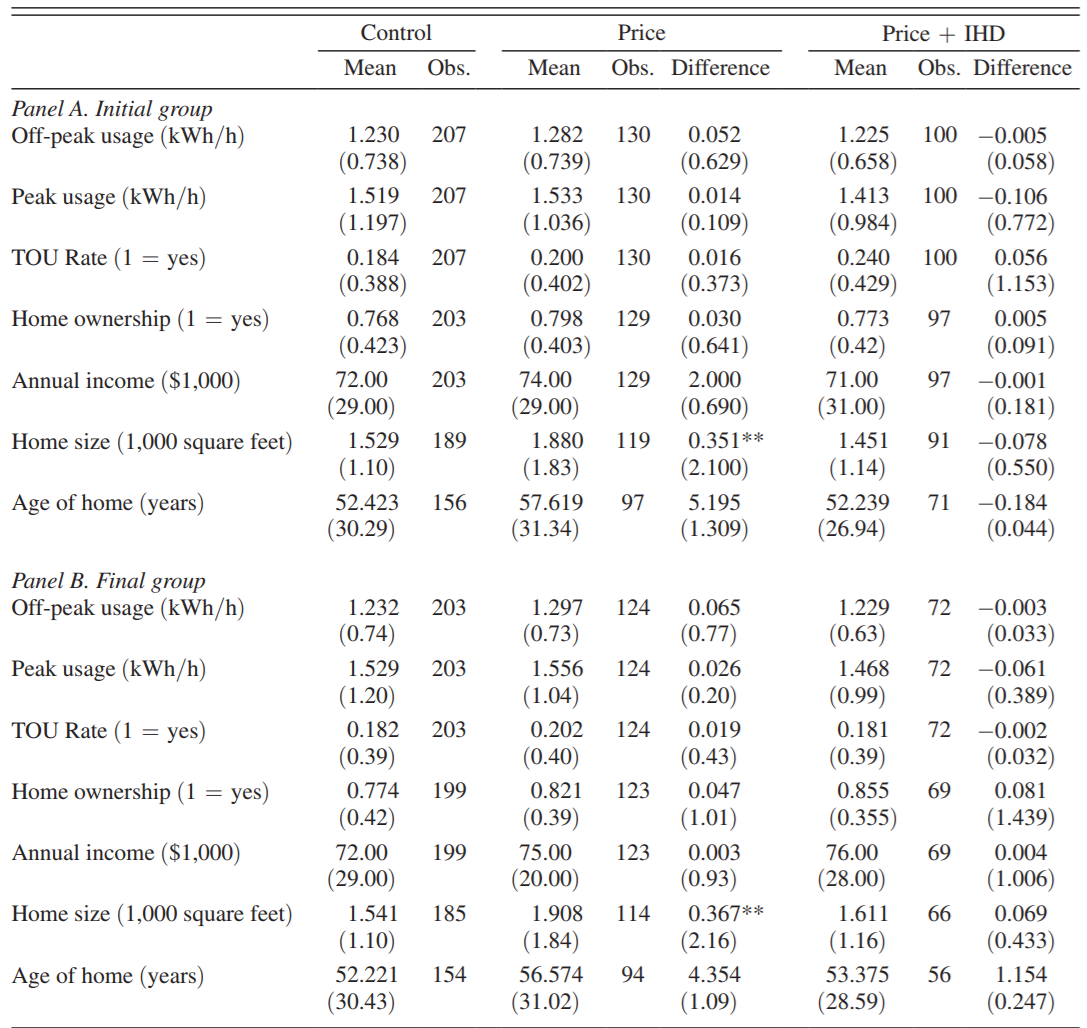 Control Price Price + IHD
Mean Obs. Mean Obs. Difference Mean Obs. Difference
Panel A. Initial group
Off-peak usage (kWh/h) 1.230 207 1.282 130 0.052 1.225 100 −0.005
(0.738) (0.739) (0.629) (0.658) (0.058)
Peak usage (kWh/h) 1.519 207 1.533 130 0.014 1.413 100 −0.106
(1.197) (1.036) (0.109) (0.984) (0.772)
TOU Rate (1 = yes) 0.184 207 0.200 130 0.016 0.240 100 0.056
(0.388) (0.402) (0.373) (0.429) (1.153)
Home ownership (1 = yes) 0.768 203 0.798 129 0.030 0.773 97 0.005
(0.423) (0.403) (0.641) (0.42) (0.091)
Annual income ($1,000) 72.00 203 74.00 129 2.000 71.00 97 −0.001
(29.00) (29.00) (0.690) (31.00) (0.181)
Home size (1,000 square feet) 1.529 189 1.880 119 0.351** 1.451 91 −0.078
(1.10) (1.83) (2.100) (1.14) (0.550)
Age of home (years) 52.423 156 57.619 97 5.195 52.239 71 −0.184
(30.29) (31.34) (1.309) (26.94) (0.044)
Panel B. Final group
Off-peak usage (kWh/h) 1.232 203 1.297 124 0.065 1.229 72 −0.003
(0.74) (0.73) (0.77) (0.63) (0.033)
Peak usage (kWh/h) 1.529 203 1.556 124 0.026 1.468 72 −0.061
(1.20) (1.04) (0.20) (0.99) (0.389)
TOU Rate (1 = yes) 0.182 203 0.202 124 0.019 0.181 72 −0.002
(0.39) (0.40) (0.43) (0.39) (0.032)
Home ownership (1 = yes) 0.774 199 0.821 123 0.047 0.855 69 0.081
(0.42) (0.39) (1.01) (0.355) (1.439)
Annual income ($1,000) 72.00 199 75.00 123 0.003 76.00 69 0.004
(29.00) (20.00) (0.93) (28.00) (1.006)
Home size (1,000 square feet) 1.541 185 1.908 114 0.367** 1.611 66 0.069
(1.10) (1.84) (2.16) (1.16) (0.433)
Age of home (years) 52.221 154 56.574 94 4.354 53.375 56 1.154
(30.43) (31.02) (1.09) (28.59) (0.247)